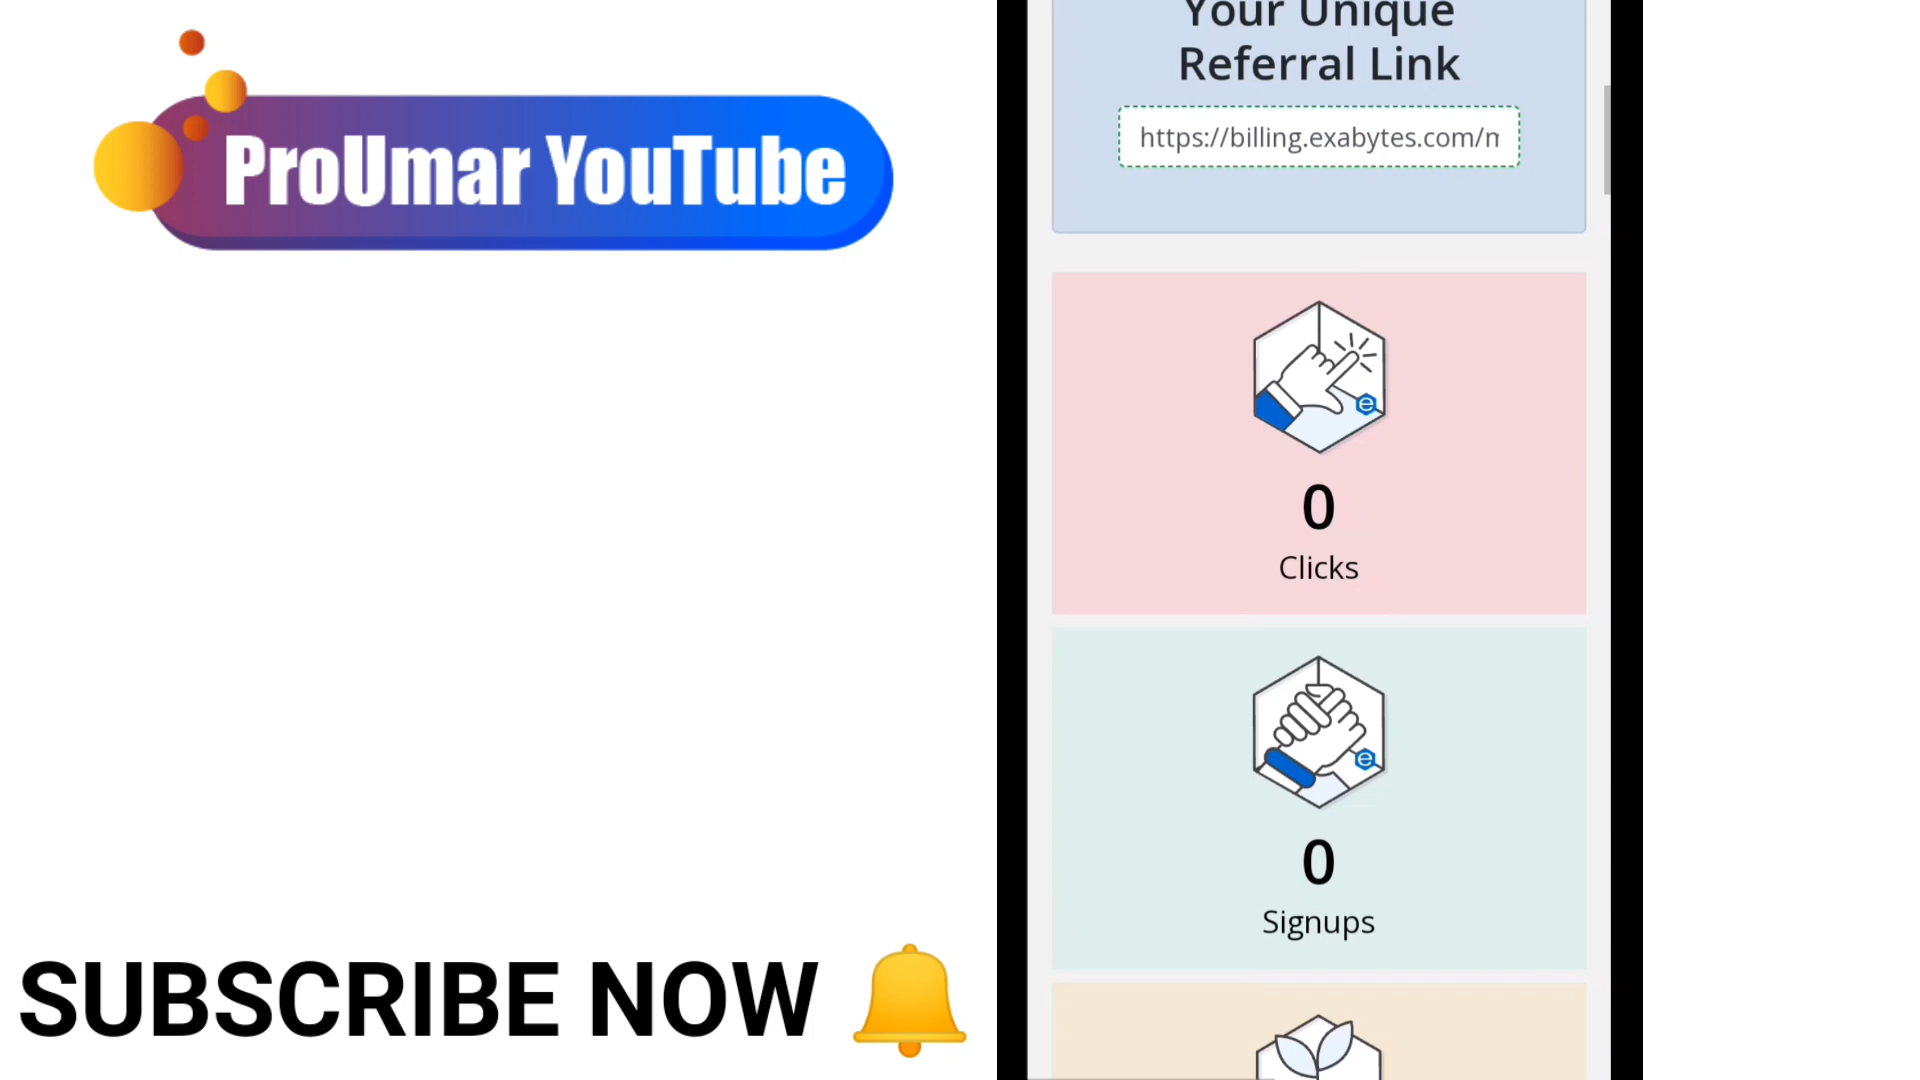 ProUmar YouTube
SUBSCRIBE NOW
Your Unique
Referral Link
https://billing.exabytes.com/m
0
Clicks
0
Signups